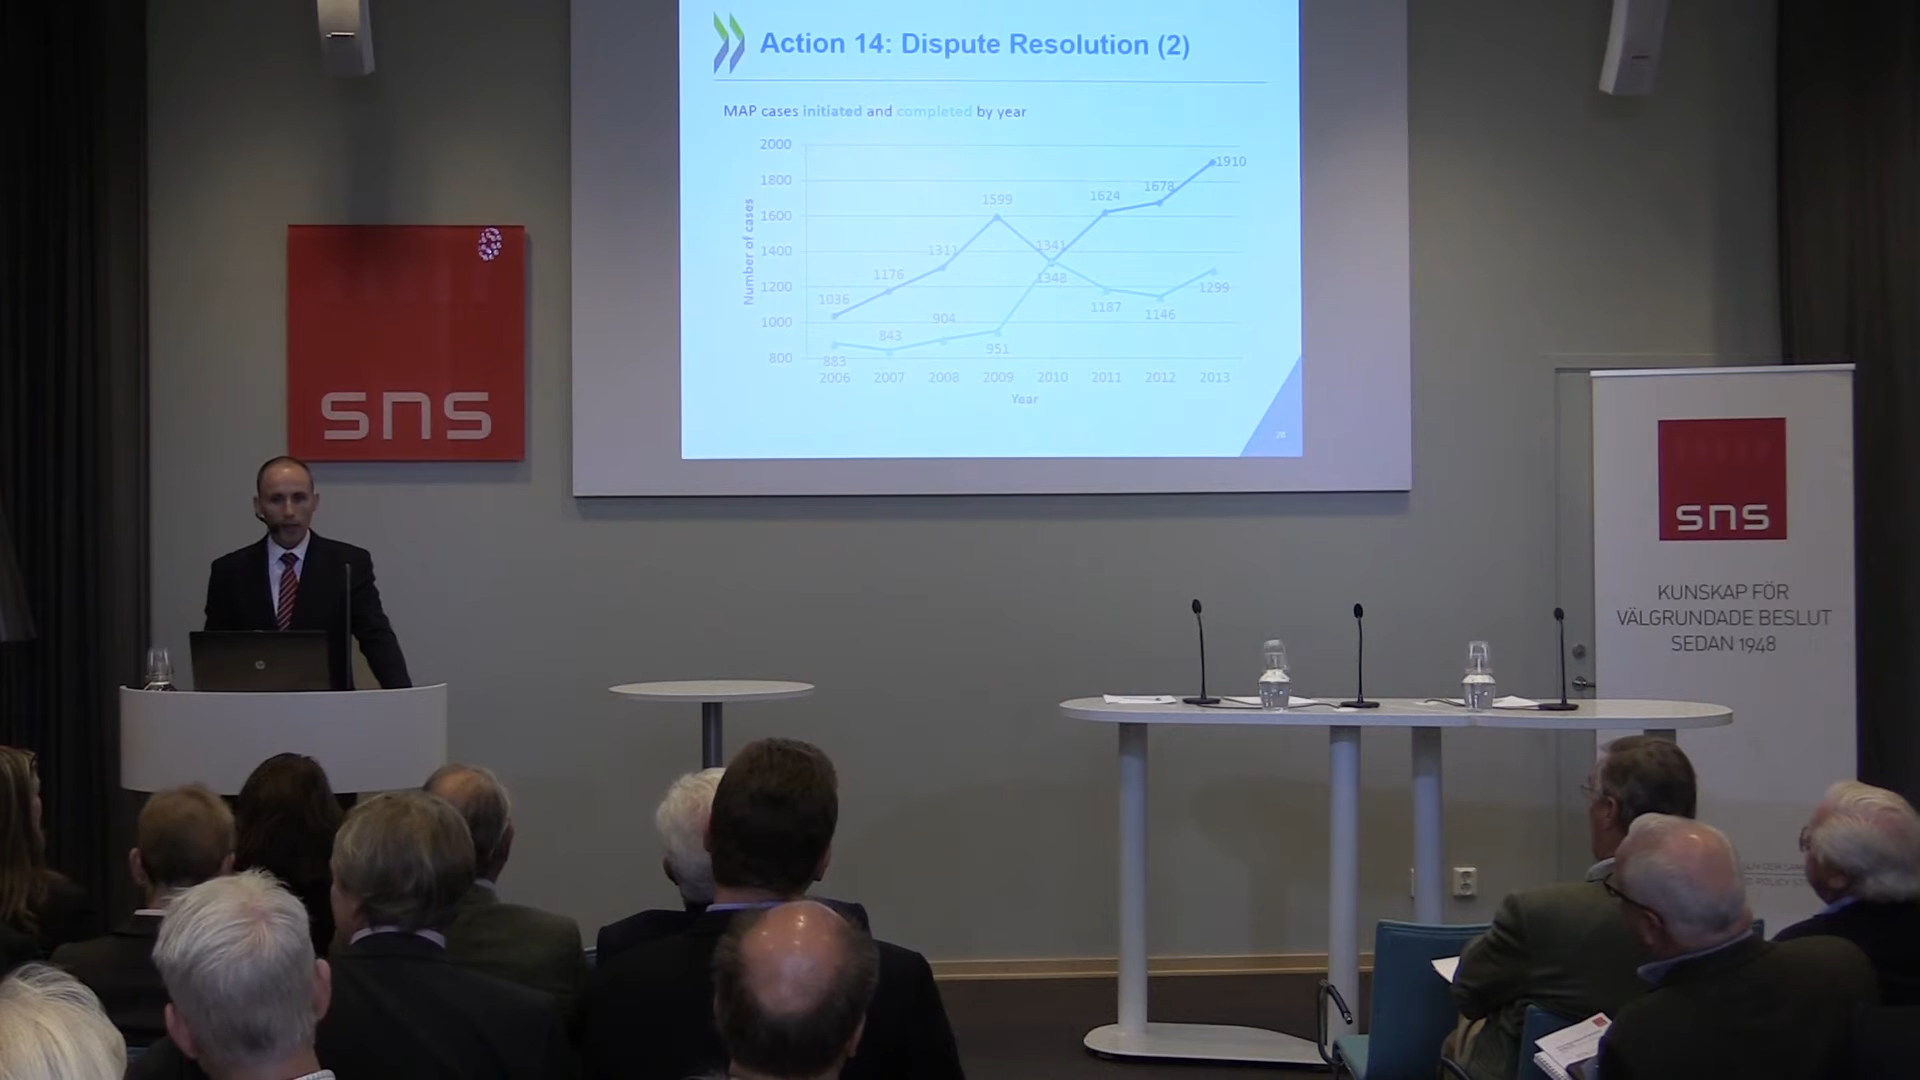 Action 14: Dispute Resolution (2)
MAP cases initiated and completed by year
2000
1800
1600
1400
1200
1000
800
Number of cases
1036
1176
1311
1599
1341
1624
1678
1910
883
843
904
951
1348
1187
1146
1299
2006 2007 2008 2009 2010 2011 2012 2013
Year
28
sns
hp
sns
KUNSKAP FÖR
VÄLGRUNDADE BESLUT
SEDAN 1948